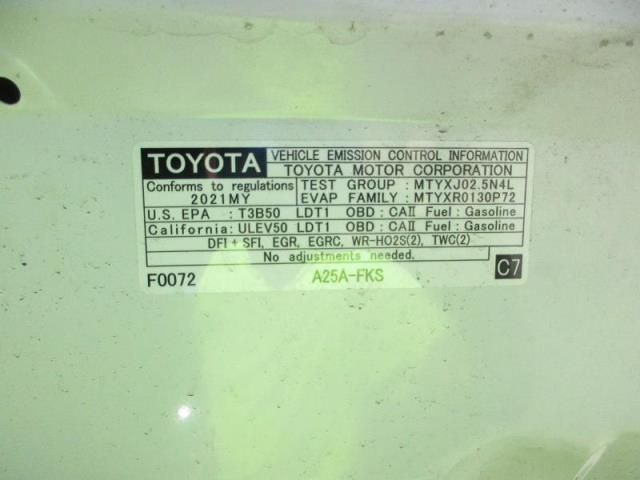 TOYOTA VEHICLE EMISSION CONTROL INFORMATION
TOYOTA MOTOR CORPORATION
Conforms to regulations TEST GROUP : MTYXJ02.5N4L
2021MY EVAP FAMILY : MTYXR0130P72
U.S. EPA : T3B50 LDT1 OBD : CAⅡ Fuel : Gasoline
California: ULEV50 LDT1 OBD : CAⅡ Fuel : Gasoline
DFI + SFI, EGR, EGRC, WR-HO2S(2), TWC(2)
No adjustments needed.
F0072 A25A-FKS C7